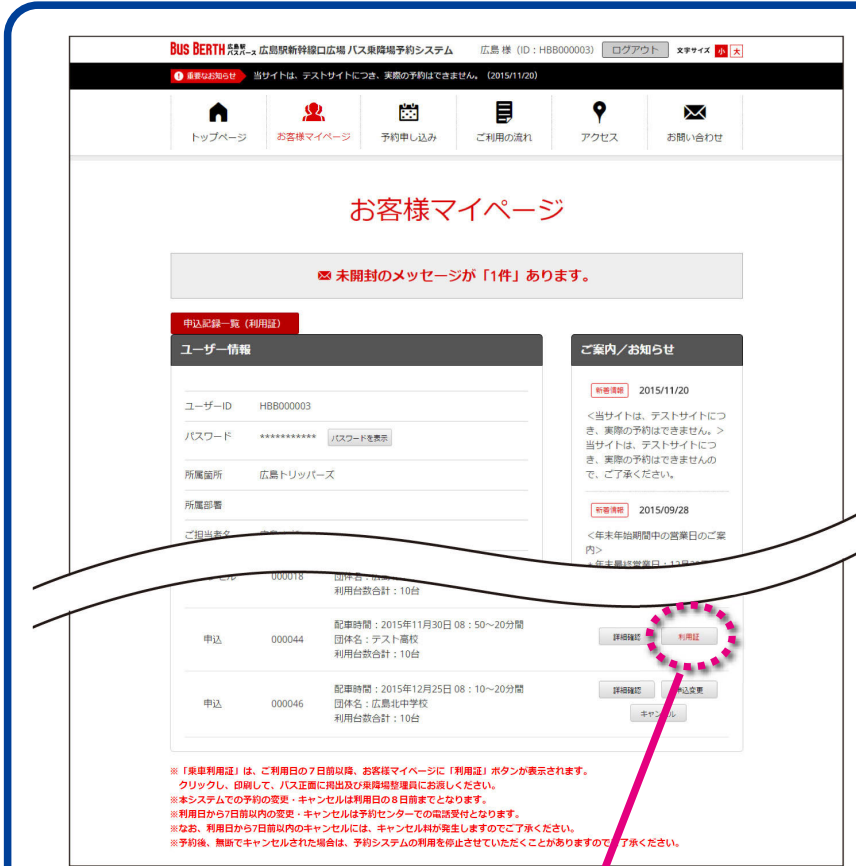 BUS BERTH 広島駅バスバース 広島駅新幹線口広場 バス乗降場予約システム 広島 様（ID：HBB000003） ログアウト 文字サイズ 小 大
重要なお知らせ 当サイトは、テストサイトにつき、実際の予約はできません。（2015/11/20）
トップページ お客様マイページ 予約申し込み ご利用の流れ アクセス お問い合わせ
お客様マイページ
未開封のメッセージが「1件」あります。
申込記録一覧（利用証）
ユーザー情報
ユーザーID HBB000003
パスワード *********** パスワードを表示
所属箇所 広島トリッパーズ
所属部署
ご担当者名
ご案内／お知らせ
新着情報 2015/11/20
＜当サイトは、テストサイトにつ
き、実際の予約はできません。＞
当サイトは、テストサイトにつ
き、実際の予約はできませんの
で、ご了承ください。
新着情報 2015/09/28
＜年末年始期間中の営業日のご案
内＞
000018 団体名：広島
利用台数合計：10台
配車時間：2015年11月30日 08：50～20分間
申込 000044 団体名：テスト高校 詳細確認 利用証
利用台数合計：10台
配車時間：2015年12月25日 08：10～20分間
申込 000046 団体名：広島北中学校 詳細確認 申込変更
利用台数合計：10台 キャンセル
※「乗車利用証」は、ご利用日の７日前以降、お客様マイページに「利用証」ボタンが表示されます。
クリックし、印刷して、バス正面に掲出及び乗降場整理員にお渡しください。
※本システムでの予約の変更・キャンセルは利用日の８日前までとなります。
※利用日から7日前以内の変更・キャンセルは予約センターでの電話受付となります。
※なお、利用日から7日前以内のキャンセルには、キャンセル料が発生しますのでご了承ください。
※予約後、無断でキャンセルされた場合は、予約システムの利用を停止させていただくことがありますのでご了承ください。